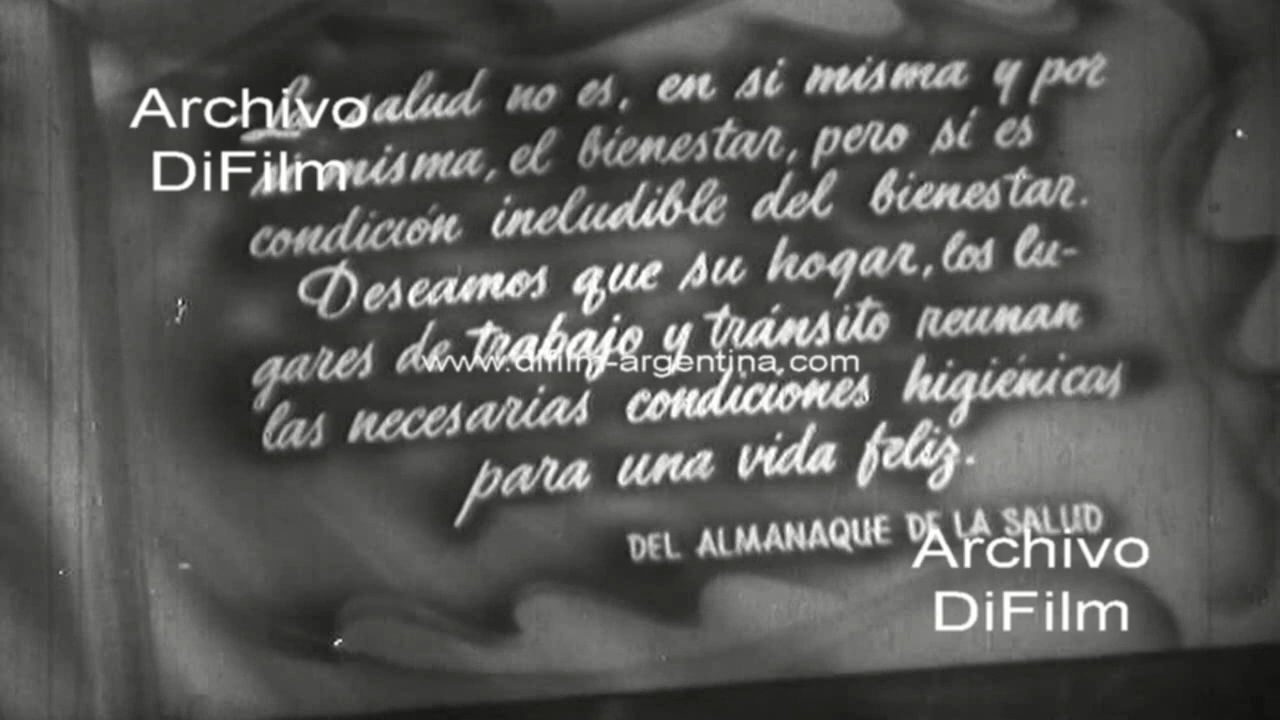 La salud no es, en si misma y por
si misma, el bienestar, pero sí es
condición ineludible del bienestar.
Deseamos que su hogar, los lu-
gares de trabajo y tránsito reunan
las necesarias condiciones higiénicas
para una vida feliz.
DEL ALMANAQUE DE LA SALUD
Archivo
DiFilm
www.difilm-argentina.com
Archivo
DiFilm